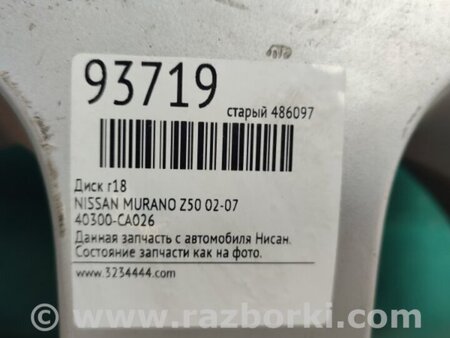 93719
старый 486097
Диск r18
NISSAN MURANO Z50 02-07
40300-CA026
Данная запчасть с автомобиля Нисан.
Состояние запчасти как на фото.
www.3234444.com
www.razborki.com